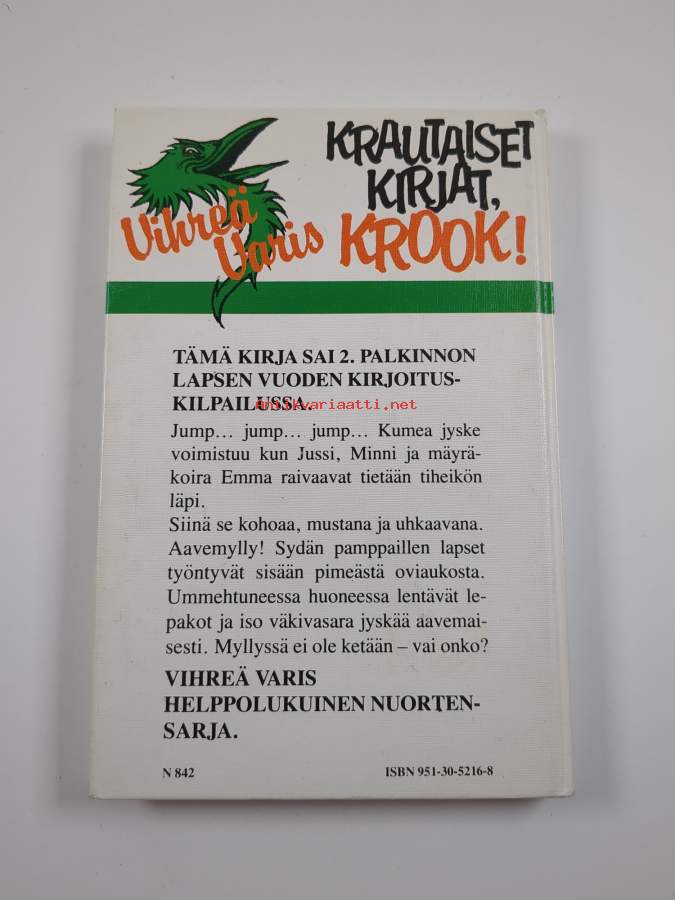 KRAUTAISET
KIRJAT,
KROOK!
Vihreä
Varis
TÄMÄ KIRJA SAI 2. PALKINNON
LAPSEN VUODEN KIRJOITUS-
KILPAILUSSA.
antikvariaatti.net
Jump... jump... jump... Kumea jyske
voimistuu kun Jussi, Minni ja mäyrä-
koira Emma raivaavat tietään tiheikön
läpi.
Siinä se kohoaa, mustana ja uhkaavana.
Aavemylly! Sydän pamppaillen lapset
työntyvät sisään pimeästä oviaukosta.
Ummehtuneessa huoneessa lentävät le-
pakot ja iso väkivasara jyskää aavemai-
sesti. Myllyssä ei ole ketään – vai onko?
VIHREÄ VARIS
HELPPOLUKUINEN NUORTEN-
SARJA.
N 842 ISBN 951-30-5216-8